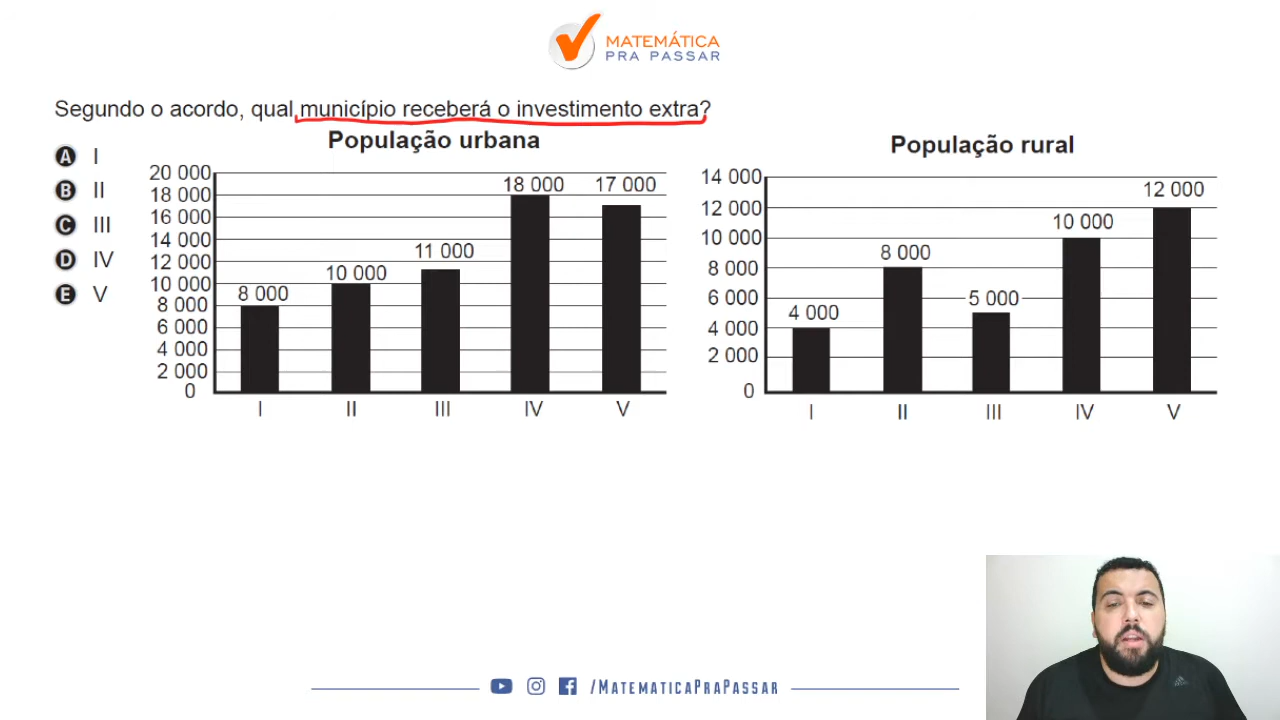 MATEMÁTICA
PRA PASSAR
Segundo o acordo, qual município receberá o investimento extra?
A I
B II
C III
D IV
E V
População urbana
20 000
18 000
16 000
14 000
12 000
10 000
8 000
6 000
4 000
2 000
0
8 000
10 000
11 000
18 000
17 000
I II III IV V
População rural
14 000
12 000
10 000
8 000
6 000
4 000
2 000
0
4 000
8 000
5 000
10 000
12 000
I II III IV V
/MATEMATICAPRAPASSAR